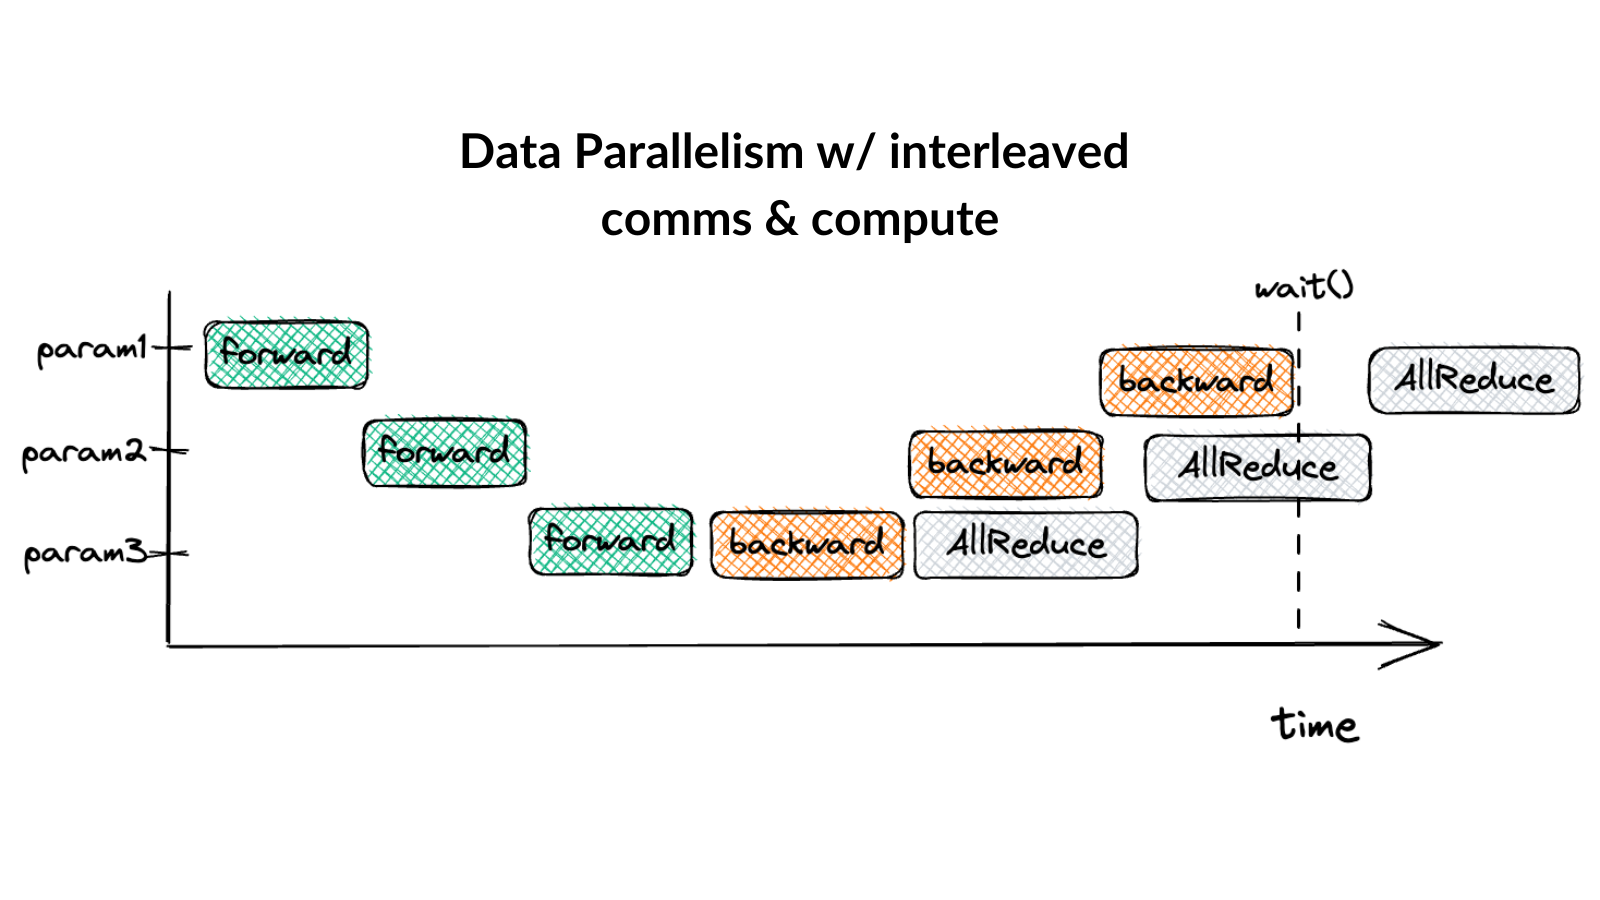 Data Parallelism w/ interleaved
comms & compute
wait()
param1
forward
backward
AllReduce
param2
forward
backward
AllReduce
param3
forward
backward
AllReduce
time